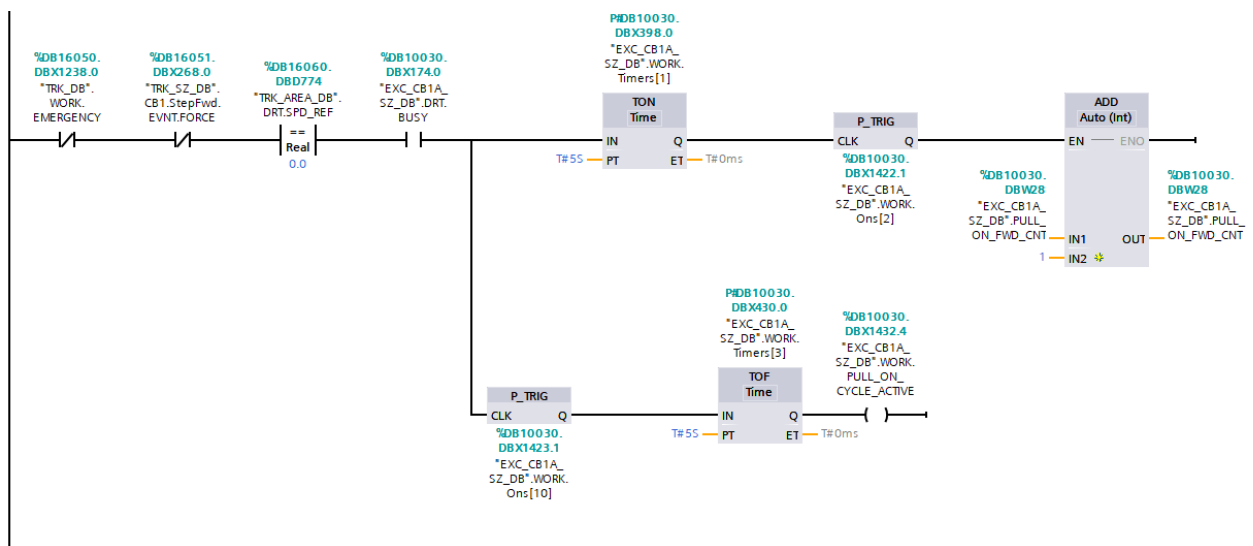 %DB16050.
DBX1238.0
"TRK_DB".
WORK.
EMERGENCY
%DB16051.
DBX268.0
"TRK_SZ_DB".
CB1.StepFwd.
EVNT.FORCE
%DB16060.
DBD774
"TRK_AREA_DB".
DRT.SPD_REF
==
Real
0.0
%DB10030.
DBX174.0
"EXC_CB1A_
SZ_DB".DRT.
BUSY
P#DB10030.
DBX398.0
"EXC_CB1A_
SZ_DB".WORK.
Timers[1]
TON
Time
IN Q
T#5S PT ET T#0ms
P_TRIG
CLK Q
%DB10030.
DBX1422.1
"EXC_CB1A_
SZ_DB".WORK.
Ons[2]
ADD
Auto (Int)
EN ENO
%DB10030.
DBW28
"EXC_CB1A_
SZ_DB".PULL_
ON_FWD_CNT
IN1 OUT
%DB10030.
DBW28
"EXC_CB1A_
SZ_DB".PULL_
ON_FWD_CNT
1 IN2
P_TRIG
CLK Q
%DB10030.
DBX1423.1
"EXC_CB1A_
SZ_DB".WORK.
Ons[10]
P#DB10030.
DBX430.0
"EXC_CB1A_
SZ_DB".WORK.
Timers[3]
TOF
Time
IN Q
T#5S PT ET T#0ms
%DB10030.
DBX1432.4
"EXC_CB1A_
SZ_DB".WORK.
PULL_ON_
CYCLE_ACTIVE